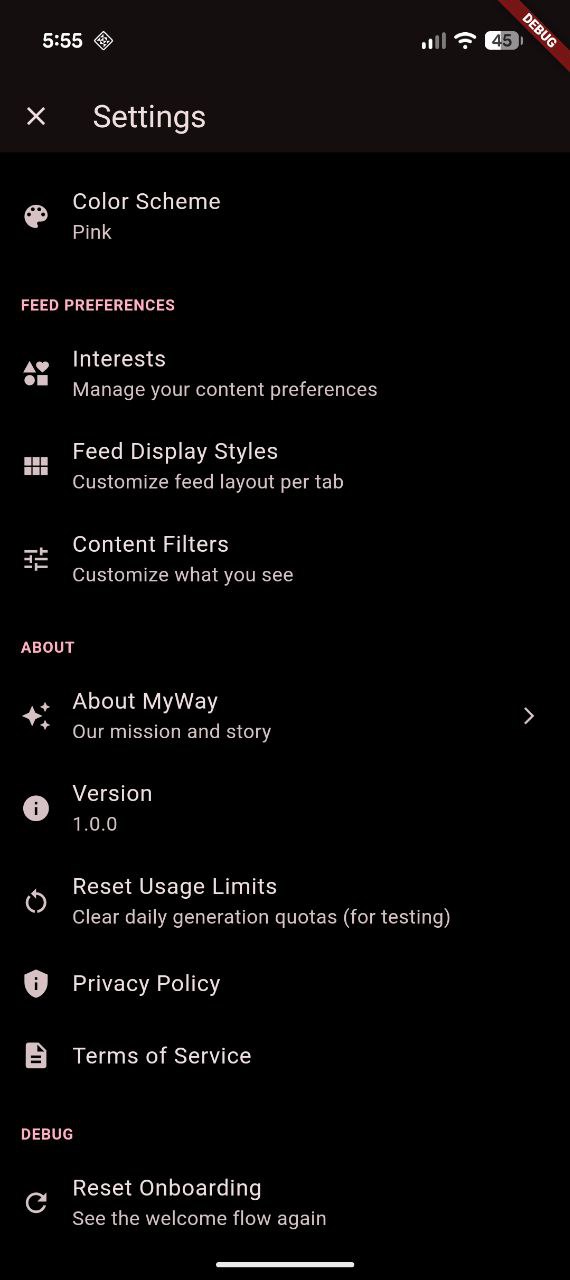 5:55
45
DEBUG
Settings
Color Scheme
Pink
FEED PREFERENCES
Interests
Manage your content preferences
Feed Display Styles
Customize feed layout per tab
Content Filters
Customize what you see
ABOUT
About MyWay
Our mission and story
Version
1.0.0
Reset Usage Limits
Clear daily generation quotas (for testing)
Privacy Policy
Terms of Service
DEBUG
Reset Onboarding
See the welcome flow again